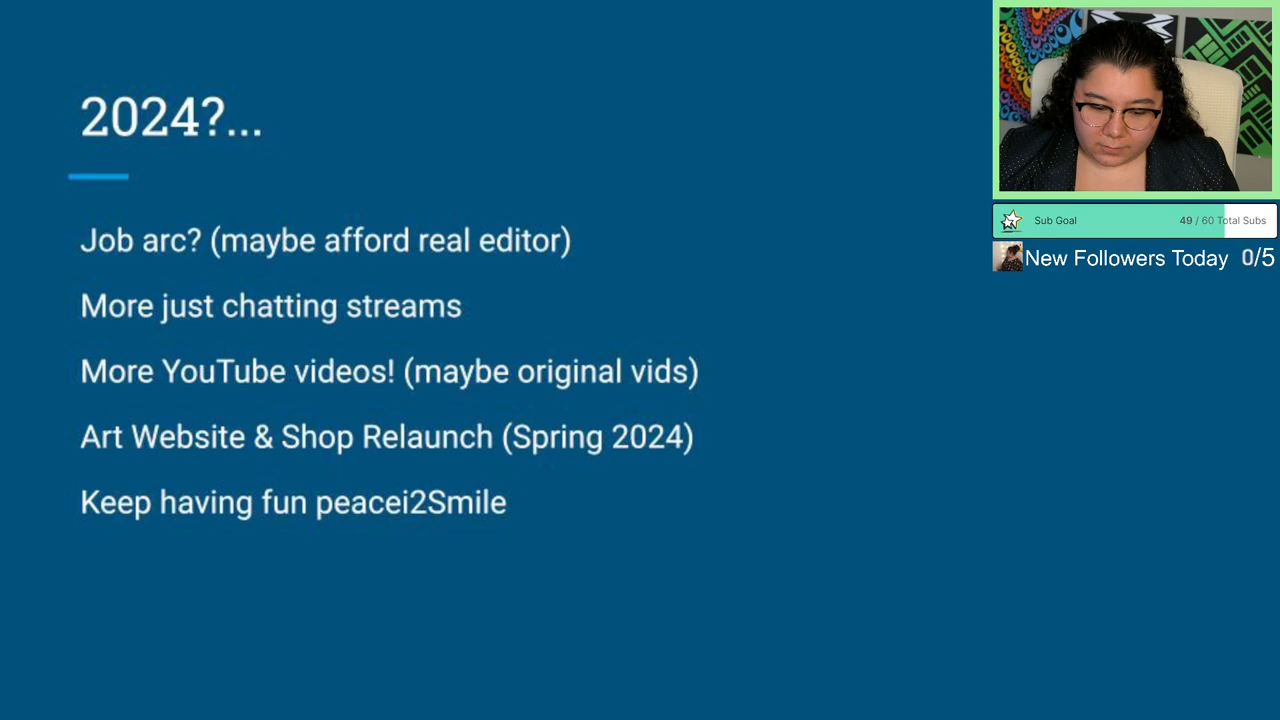 2024?...
Job arc? (maybe afford real editor)
More just chatting streams
More YouTube videos! (maybe original vids)
Art Website & Shop Relaunch (Spring 2024)
Keep having fun peacei2Smile
Sub Goal
49 / 60 Total Subs
New Followers Today 0/5